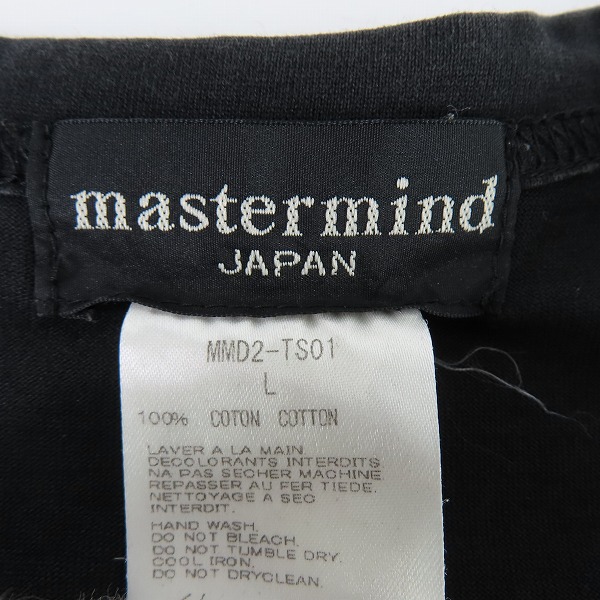 mastermind
JAPAN
MMD2-TS01
L
100% COTON COTTON
LAVER A LA MAIN.
DECOLORANTS INTERDITS
NA PAS SECHER MACHINE
REPASSER AU FER TIEDE.
NETTOYAGE A SEC
INTERDIT.
HAND WASH.
DO NOT BLEACH.
DO NOT TUMBLE DRY.
COOL IRON.
DO NOT DRYCLEAN.